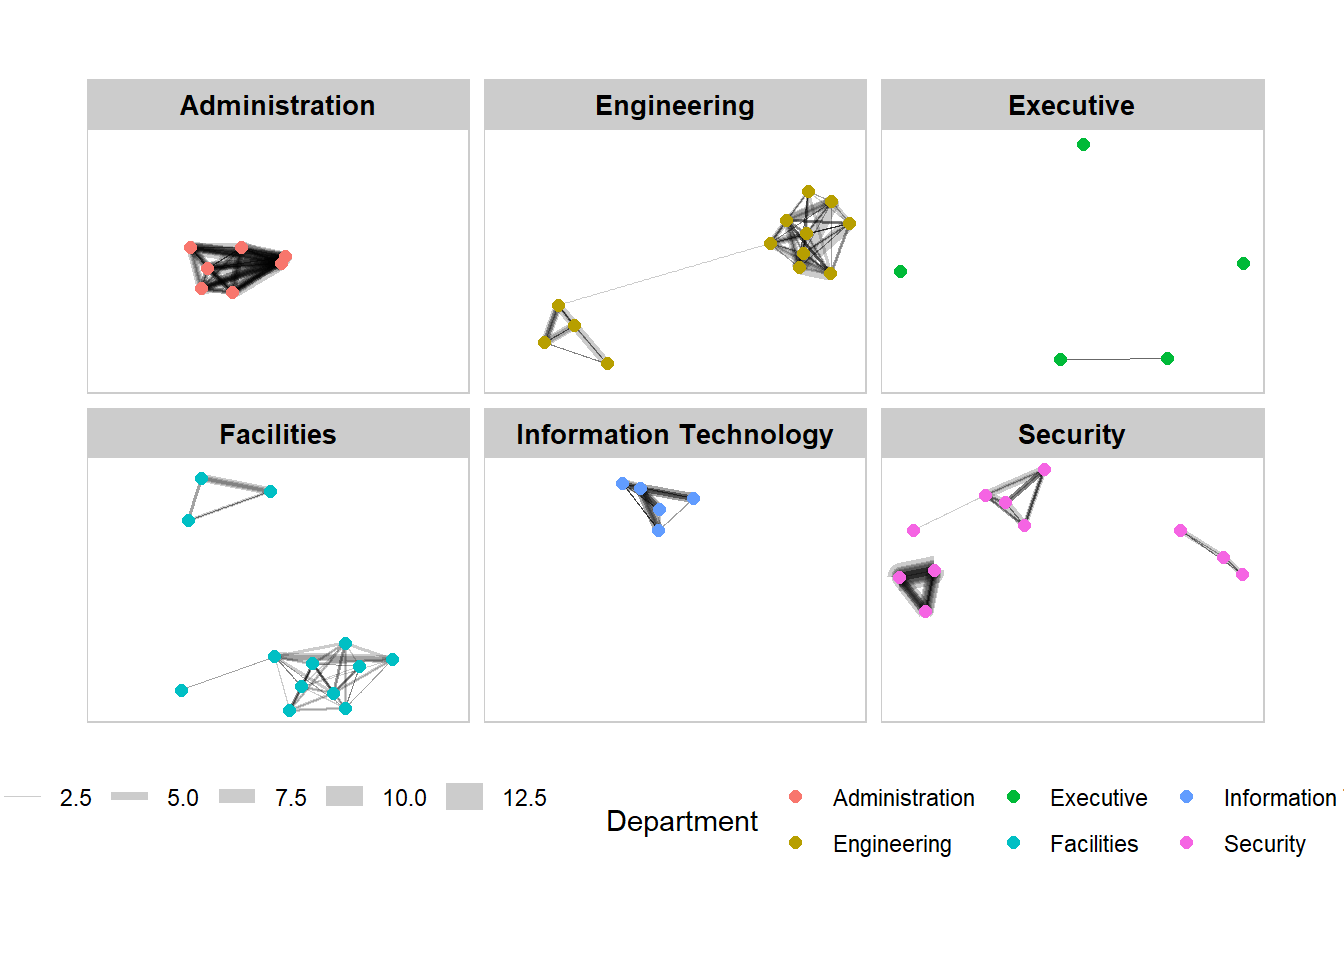 Administration
Engineering
Executive
Facilities
Information Technology
Security
2.5
5.0
7.5
10.0
12.5
Department
Administration
Executive
Information
Engineering
Facilities
Security